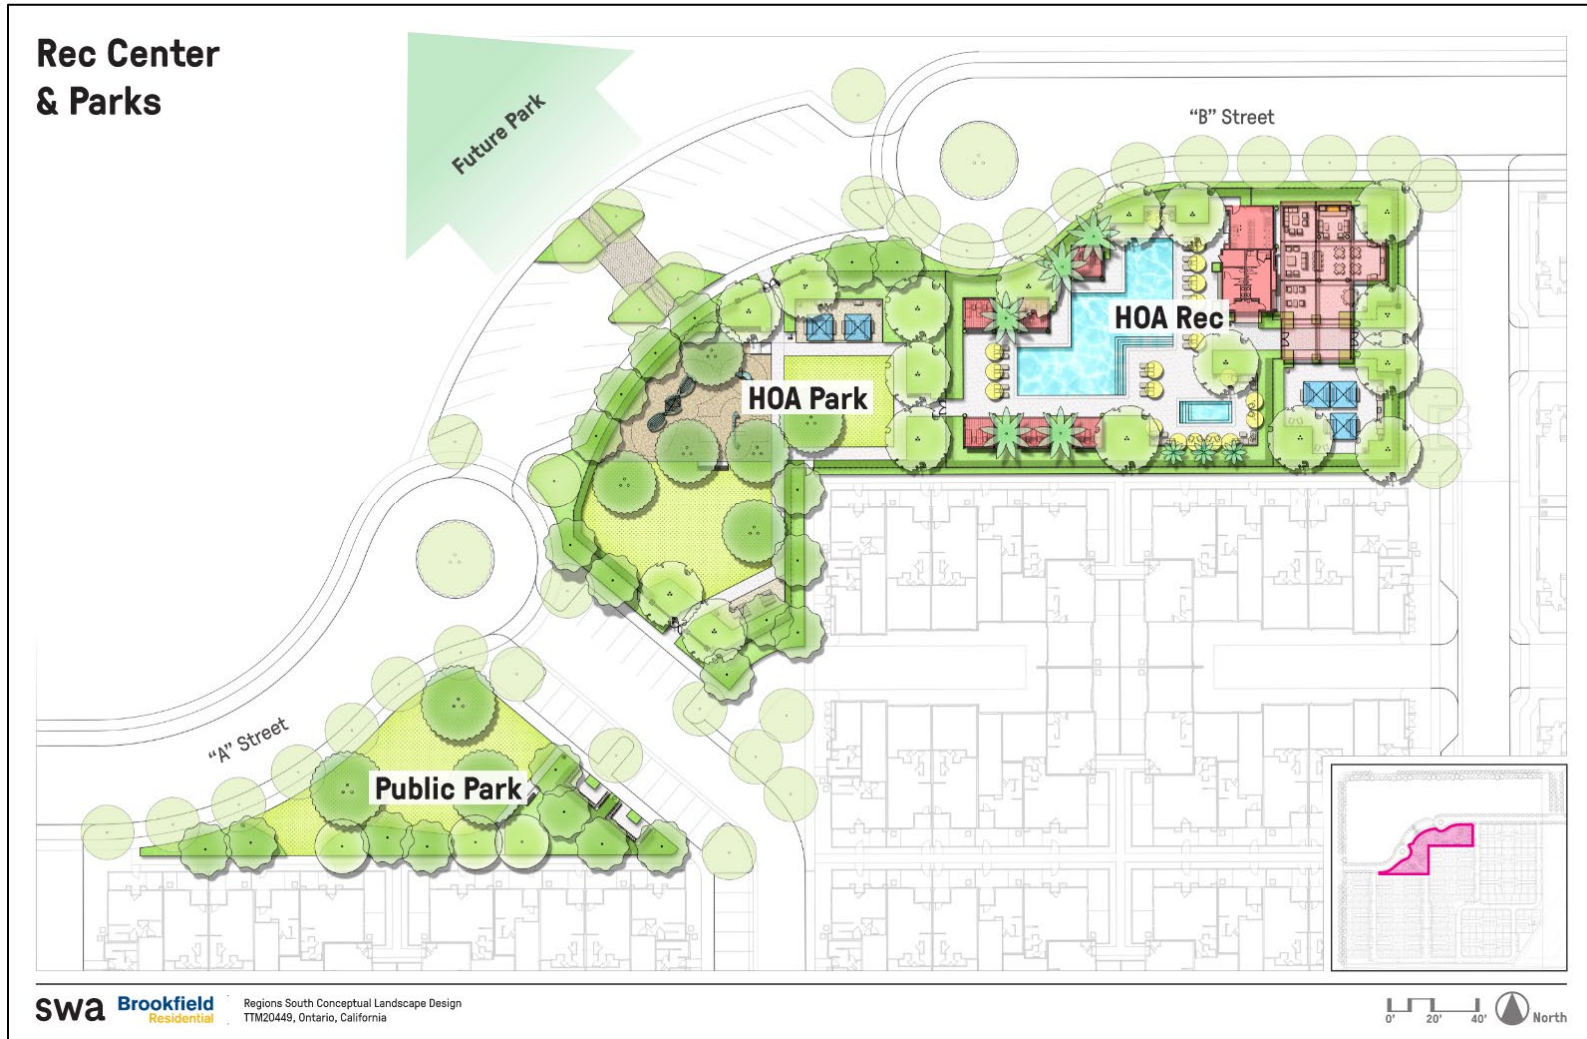 Rec Center
& Parks
Future Park
"B" Street
HOA Rec
HOA Park
"A" Street
Public Park
swa
Brookfield
Residential
Regions South Conceptual Landscape Design
TTM20449, Ontario, California
0' 20' 40'
North